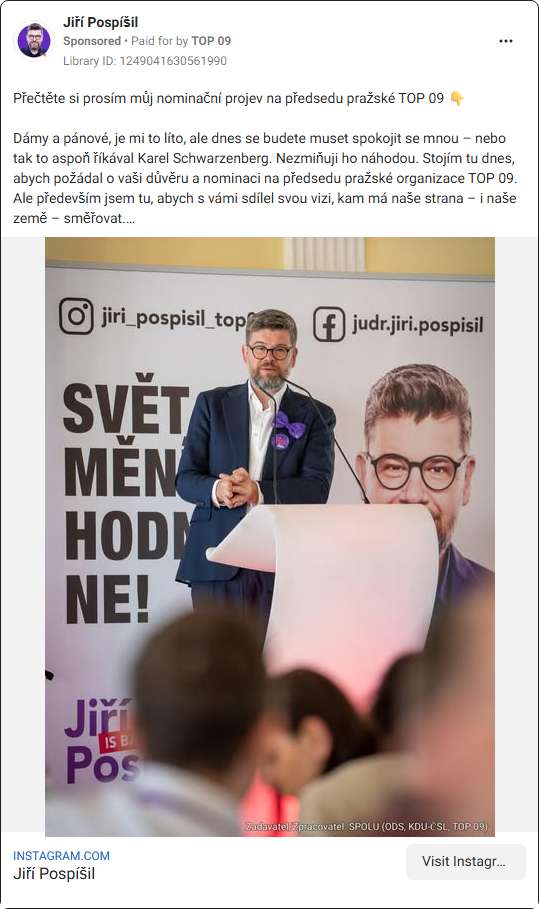 Jiří Pospíšil
Sponsored • Paid for by TOP 09
Library ID: 1249041630561990
Přečtěte si prosím můj nominační projev na předsedu pražské TOP 09 👇
Dámy a pánové, je mi to líto, ale dnes se budete muset spokojit se mnou – nebo
tak to aspoň říkával Karel Schwarzenberg. Nezmiňuji ho náhodou. Stojím tu dnes,
abych požádal o vaši důvěru a nominaci na předsedu pražské organizace TOP 09.
Ale především jsem tu, abych s vámi sdílel svou vizi, kam má naše strana – i naše
země – směřovat....
jiri_pospisil_top
judr.jiri.pospisil
SVĚT
MĚN
HODN
NE!
Jiří
IS BA
Pos
Zadavatel/Zpracovatel: SPOLU (ODS, KDU-ČSL, TOP 09)
INSTAGRAM.COM
Jiří Pospíšil
Visit Instagr...